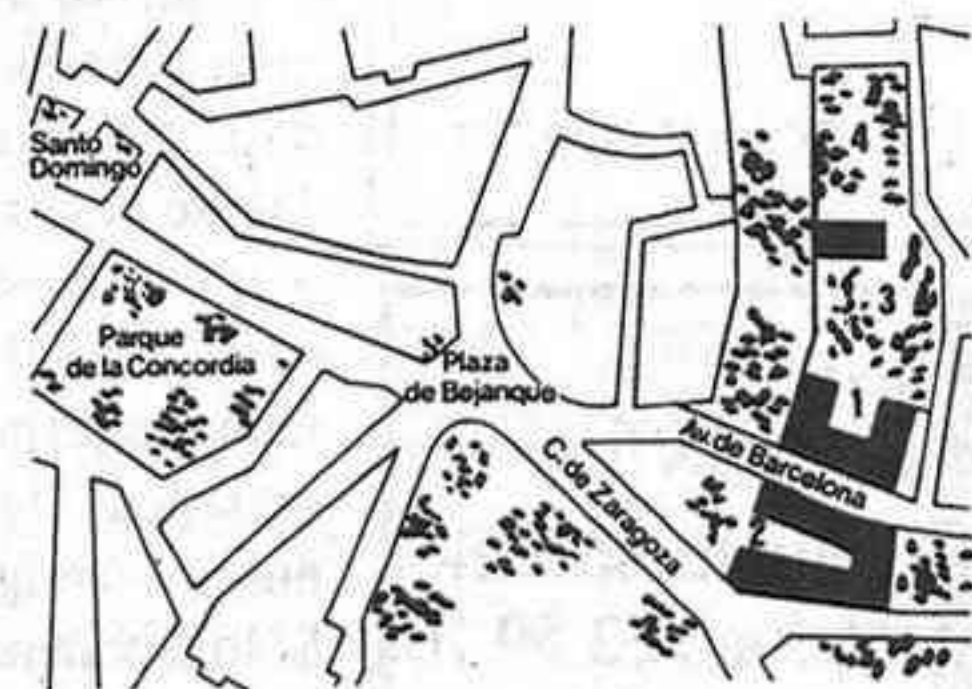 Santo
Domingo
4
3
Parque
de la Concordia
Plaza
de Bejanque
1
Av. de Barcelona
C. de Zaragoza
2